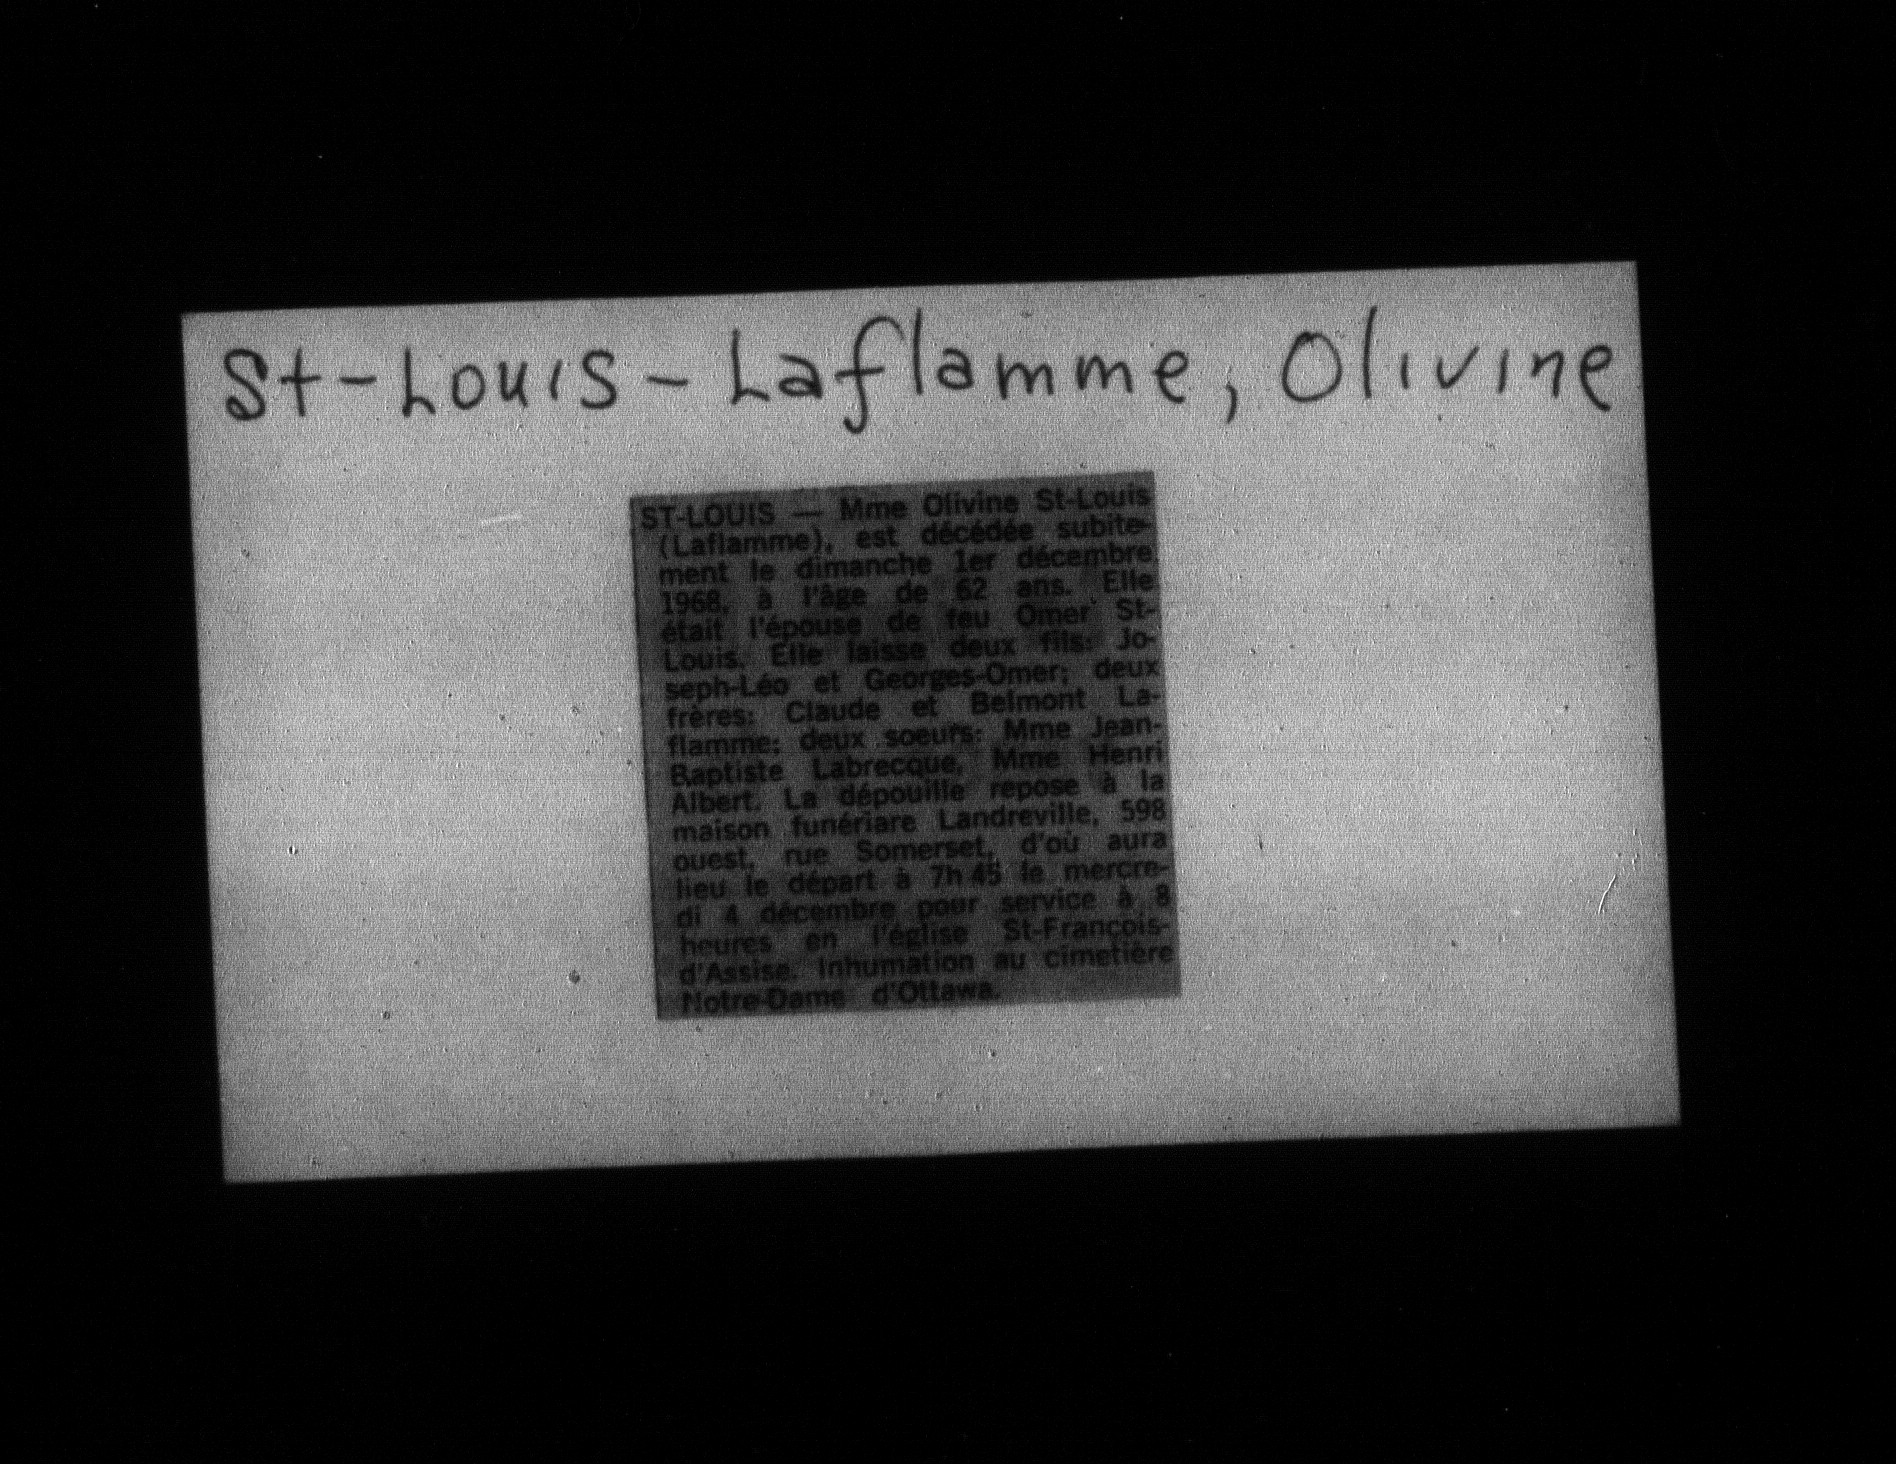 St-Louis-Laflamme, Olivine
ST-LOUIS — Mme Olivine St-Louis
(Laflamme), est décédée subite-
ment le dimanche 1er décembre
1968, à l'âge de 62 ans. Elle
était l'épouse de feu Omer St-
Louis. Elle laisse deux fils: Jo-
seph-Léo et Georges-Omer; deux
frères: Claude et Belmont La-
flamme; deux soeurs: Mme Jean-
Baptiste Labrecque, Mme Henri
Albert. La dépouille repose à la
maison funériare Landreville, 598
ouest, rue Somerset, d'où aura
lieu le départ à 7h 45 le mercre-
di 4 décembre pour service à 8
heures en l'église St-François-
d'Assise. Inhumation au cimetière
Notre-Dame d'Ottawa.